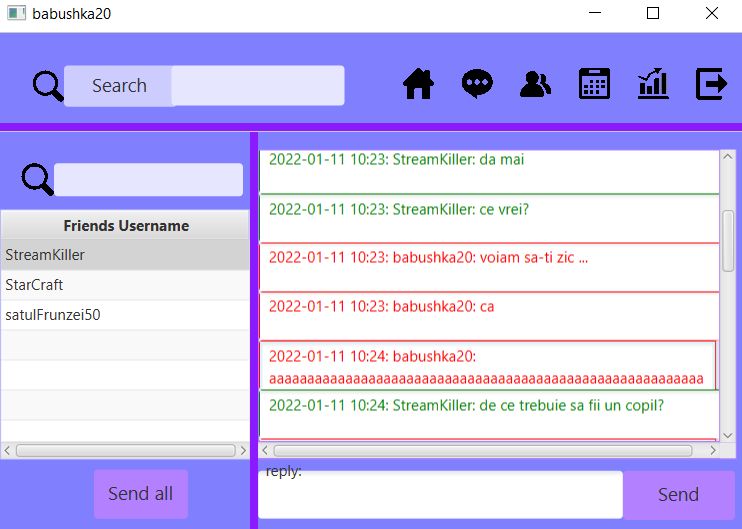 babushka20
Search
Friends Username
StreamKiller
StarCraft
satulFrunzei50
Send all
2022-01-11 10:23: StreamKiller: da mai
2022-01-11 10:23: StreamKiller: ce vrei?
2022-01-11 10:23: babushka20: voiam sa-ti zic ...
2022-01-11 10:23: babushka20: ca
2022-01-11 10:24: babushka20:
aaaaaaaaaaaaaaaaaaaaaaaaaaaaaaaaaaaaaaaaaaaaaaaaaaaaaaaaa
2022-01-11 10:24: StreamKiller: de ce trebuie sa fii un copil?
reply:
Send